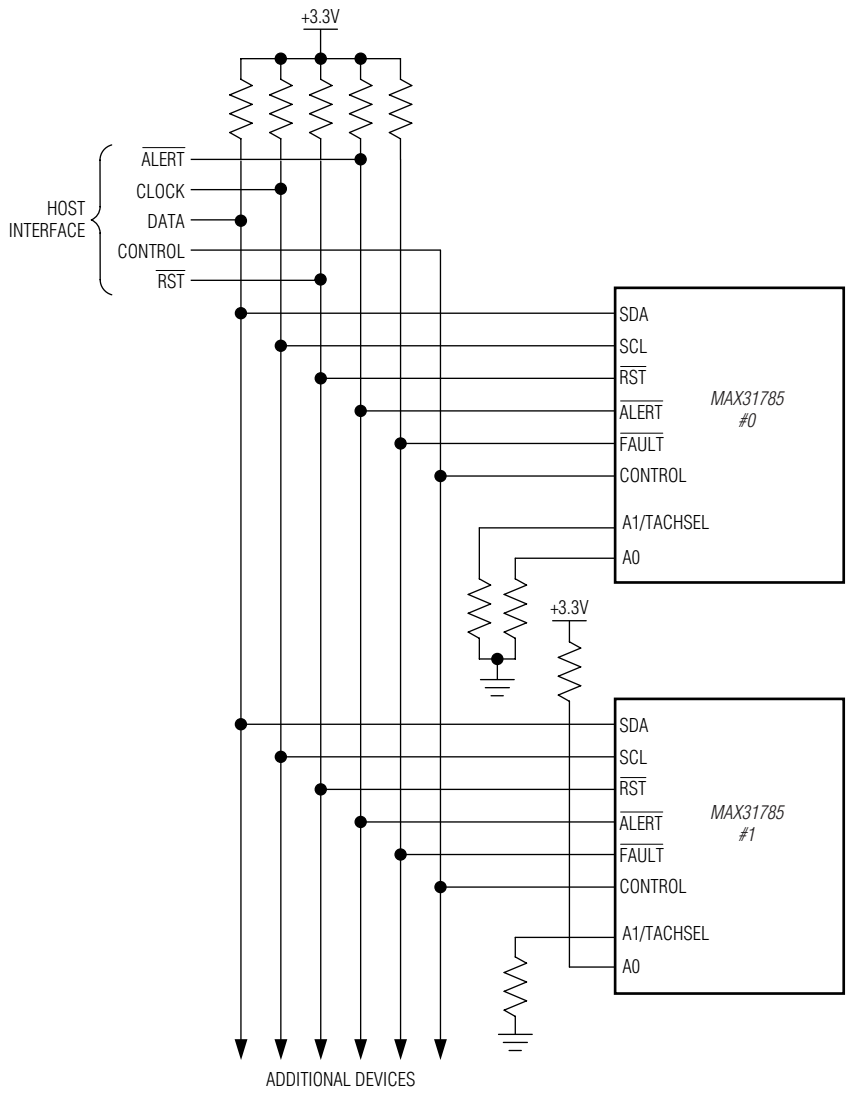 +3.3V
ALERT
CLOCK
HOST
INTERFACE
DATA
CONTROL
RST
SDA
SCL
RST
MAX31785
#0
ALERT
FAULT
CONTROL
A1/TACHSEL
A0
+3.3V
SDA
SCL
RST
MAX31785
#1
ALERT
FAULT
CONTROL
A1/TACHSEL
A0
ADDITIONAL DEVICES